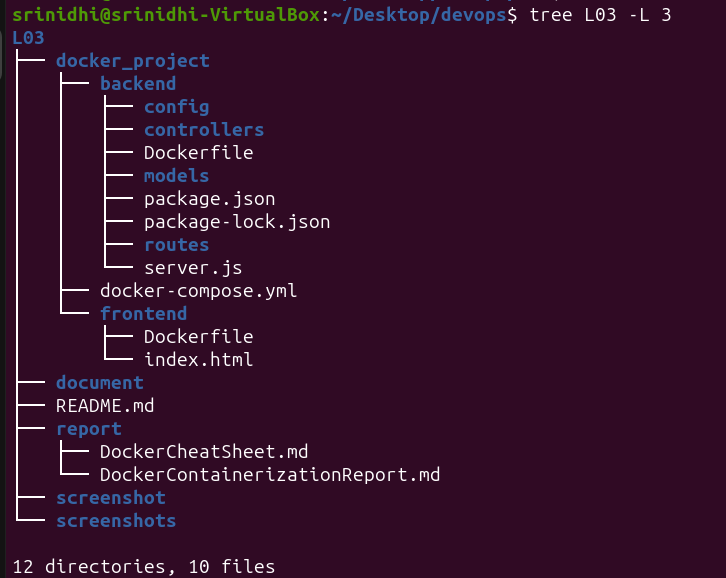 srinidhi@srinidhi-VirtualBox:~/Desktop/devops$ tree L03 -L 3
L03
├── docker_project
│   ├── backend
│   │   ├── config
│   │   ├── controllers
│   │   ├── Dockerfile
│   │   ├── models
│   │   ├── package.json
│   │   ├── package-lock.json
│   │   ├── routes
│   │   └── server.js
│   ├── docker-compose.yml
│   └── frontend
│       ├── Dockerfile
│       └── index.html
├── document
├── README.md
├── report
│   ├── DockerCheatSheet.md
│   └── DockerContainerizationReport.md
├── screenshot
└── screenshots

12 directories, 10 files